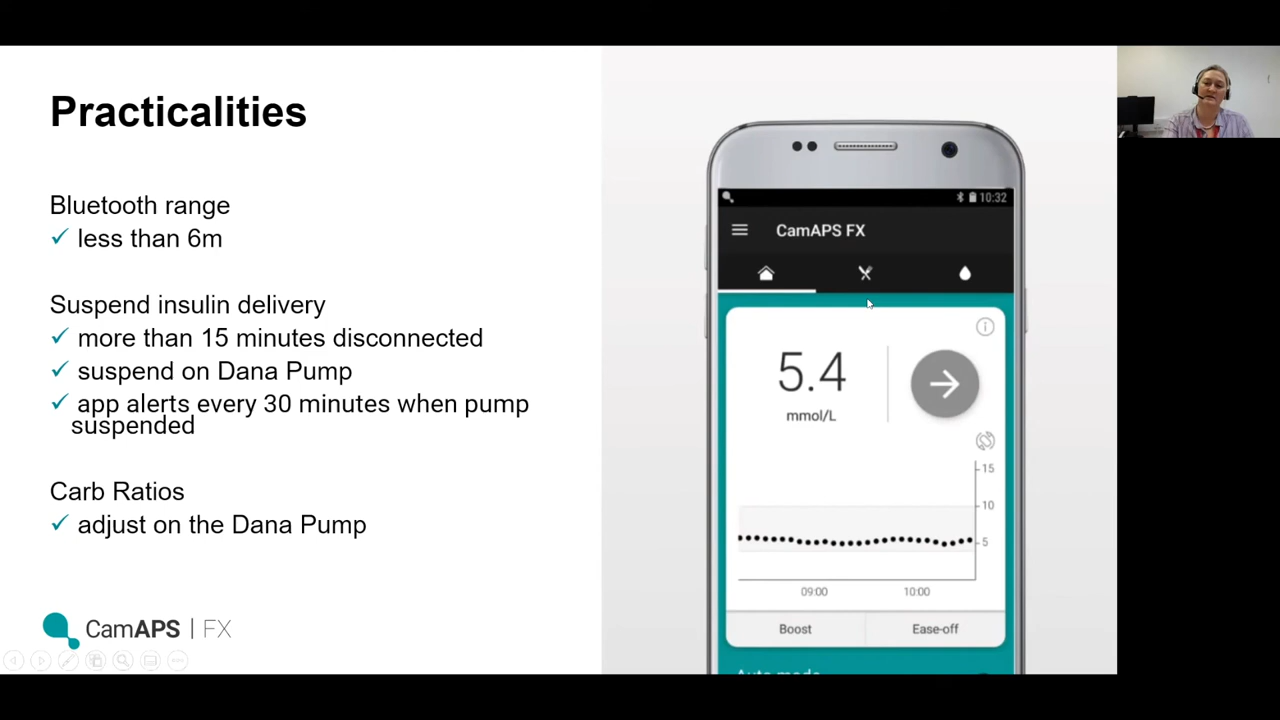 Practicalities
Bluetooth range
✓ less than 6m
Suspend insulin delivery
✓ more than 15 minutes disconnected
✓ suspend on Dana Pump
✓ app alerts every 30 minutes when pump
suspended
Carb Ratios
✓ adjust on the Dana Pump
CamAPS | FX
10:32
CamAPS FX
5.4
mmol/L
15
10
5
09:00 10:00
Boost Ease-off
Auto mode